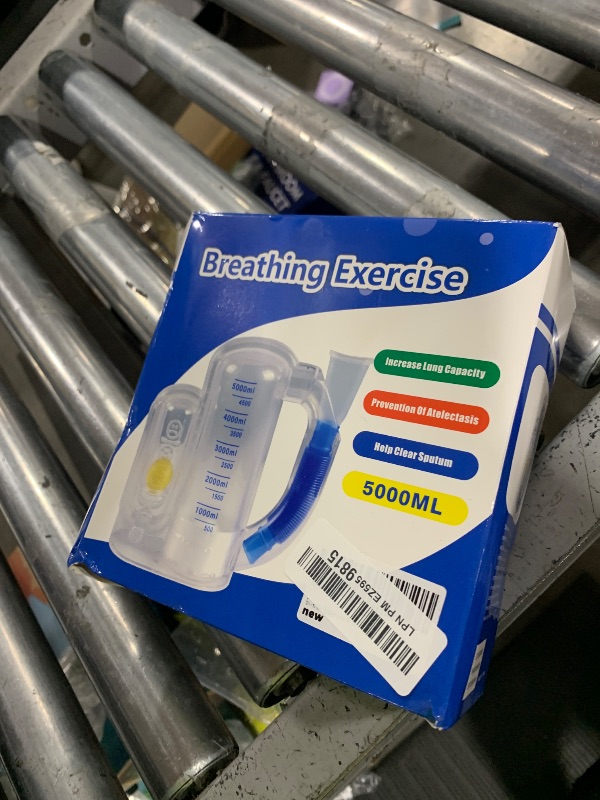 Breathing Exercise
Increase Lung Capacity
Prevention Of Atelectasis
Help Clear Sputum
5000ML
5000ml
4500
4000ml
3500
3000ml
2500
2000ml
1500
1000ml
500
LPN PM EZ595 9815
new